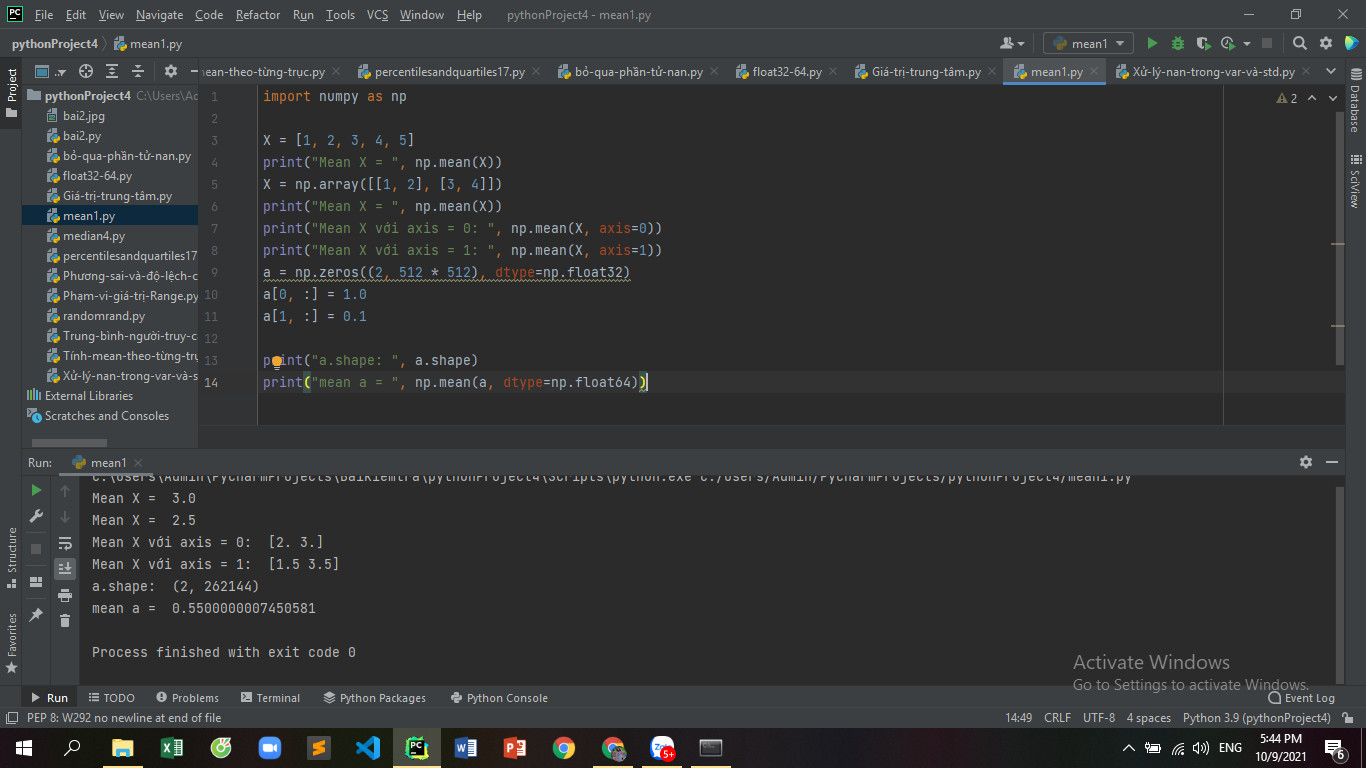 File Edit View Navigate Code Refactor Run Tools VCS Window Help pythonProject4 - mean1.py
pythonProject4 mean1.py mean1
Project
ean-theo-từng-trục.py percentilesandquartiles17.py bỏ-qua-phần-tử-nan.py float32-64.py Giá-trị-trung-tâm.py mean1.py Xử-lý-nan-trong-var-và-std.py
pythonProject4 C:\Users\Ad
bai2.jpg
bai2.py
bỏ-qua-phần-tử-nan.py
float32-64.py
Giá-trị-trung-tâm.py
mean1.py
median4.py
percentilesandquartiles17
Phương-sai-và-độ-lệch-c
Phạm-vi-giá-trị-Range.py
randomrand.py
Trung-bình-người-truy-c
Tính-mean-theo-từng-trụ
Xử-lý-nan-trong-var-và-s
External Libraries
Scratches and Consoles
1 import numpy as np
2
3 X = [1, 2, 3, 4, 5]
4 print("Mean X = ", np.mean(X))
5 X = np.array([[1, 2], [3, 4]])
6 print("Mean X = ", np.mean(X))
7 print("Mean X với axis = 0: ", np.mean(X, axis=0))
8 print("Mean X với axis = 1: ", np.mean(X, axis=1))
9 a = np.zeros((2, 512 * 512), dtype=np.float32)
10 a[0, :] = 1.0
11 a[1, :] = 0.1
12
13 print("a.shape: ", a.shape)
14 print("mean a = ", np.mean(a, dtype=np.float64))
2
Database
SciView
Run: mean1
C:\Users\Admin\PycharmProjects\BaiKiemtra\pythonProject4\Scripts\python.exe C:/Users/Admin/PycharmProjects/pythonProject4/mean1.py
Mean X =  3.0
Mean X =  2.5
Mean X với axis = 0:  [2. 3.]
Mean X với axis = 1:  [1.5 3.5]
a.shape:  (2, 262144)
mean a =  0.5500000007450581
Process finished with exit code 0
Structure
Favorites
Activate Windows
Go to Settings to activate Windows.
Run TODO Problems Terminal Python Packages Python Console Event Log
PEP 8: W292 no newline at end of file 14:49 CRLF UTF-8 4 spaces Python 3.9 (pythonProject4)
5+ ENG 5:44 PM
10/9/2021 6